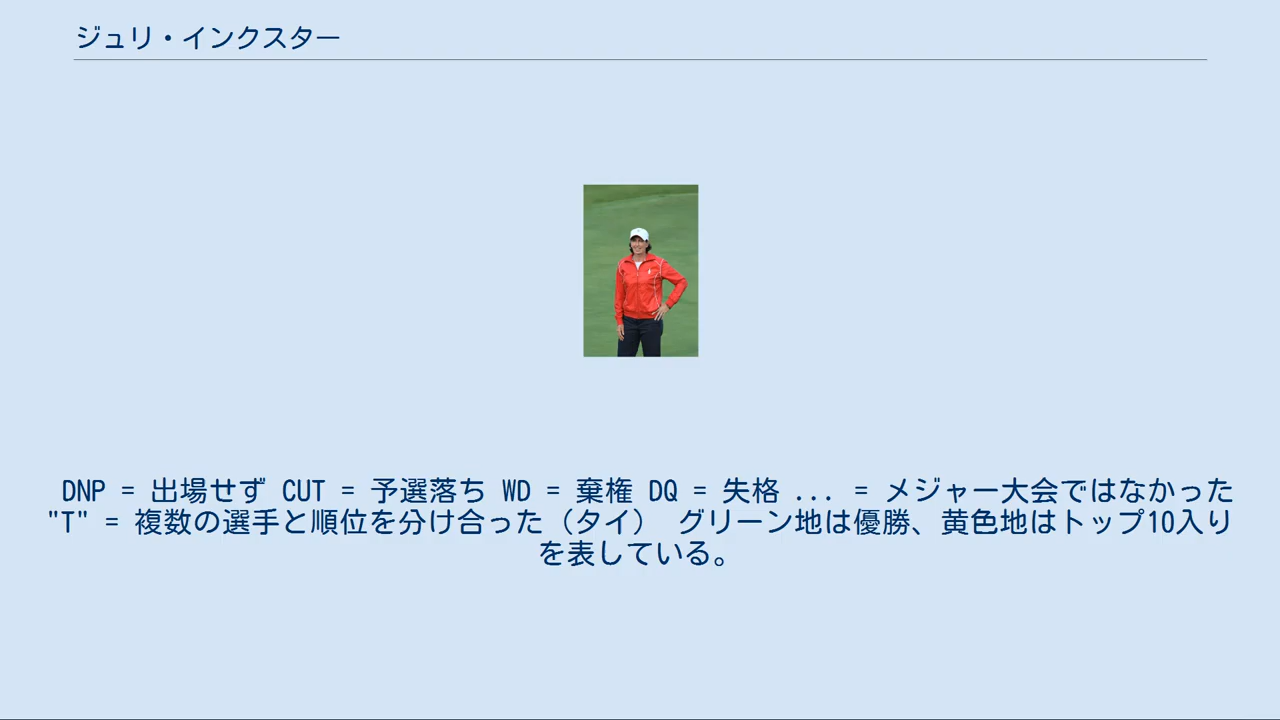 ジュリ・インクスター
DNP = 出場せず CUT = 予選落ち WD = 棄権 DQ = 失格 ... = メジャー大会ではなかった
"T" = 複数の選手と順位を分け合った（タイ） グリーン地は優勝、黄色地はトップ10入り
を表している。